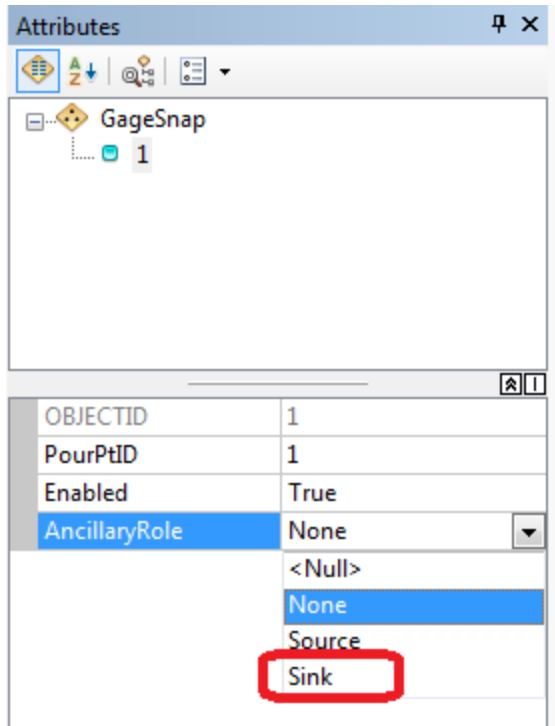 Attributes
GageSnap
1
OBJECTID 1
PourPtID 1
Enabled True
AncillaryRole None
<Null>
None
Source
Sink